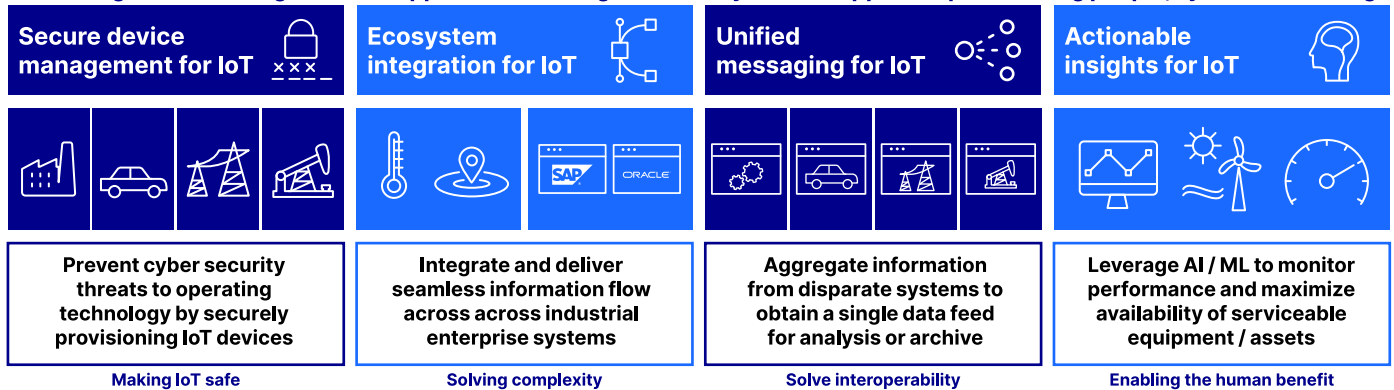 Secure device
management for IoT
×××___
Ecosystem
integration for IoT
Unified
messaging for IoT
Actionable
insights for IoT
SAP
ORACLE
Prevent cyber security
threats to operating
technology by securely
provisioning IoT devices
Integrate and deliver
seamless information flow
across across industrial
enterprise systems
Aggregate information
from disparate systems to
obtain a single data feed
for analysis or archive
Leverage AI / ML to monitor
performance and maximize
availability of serviceable
equipment / assets
Making IoT safe
Solving complexity
Solve interoperability
Enabling the human benefit